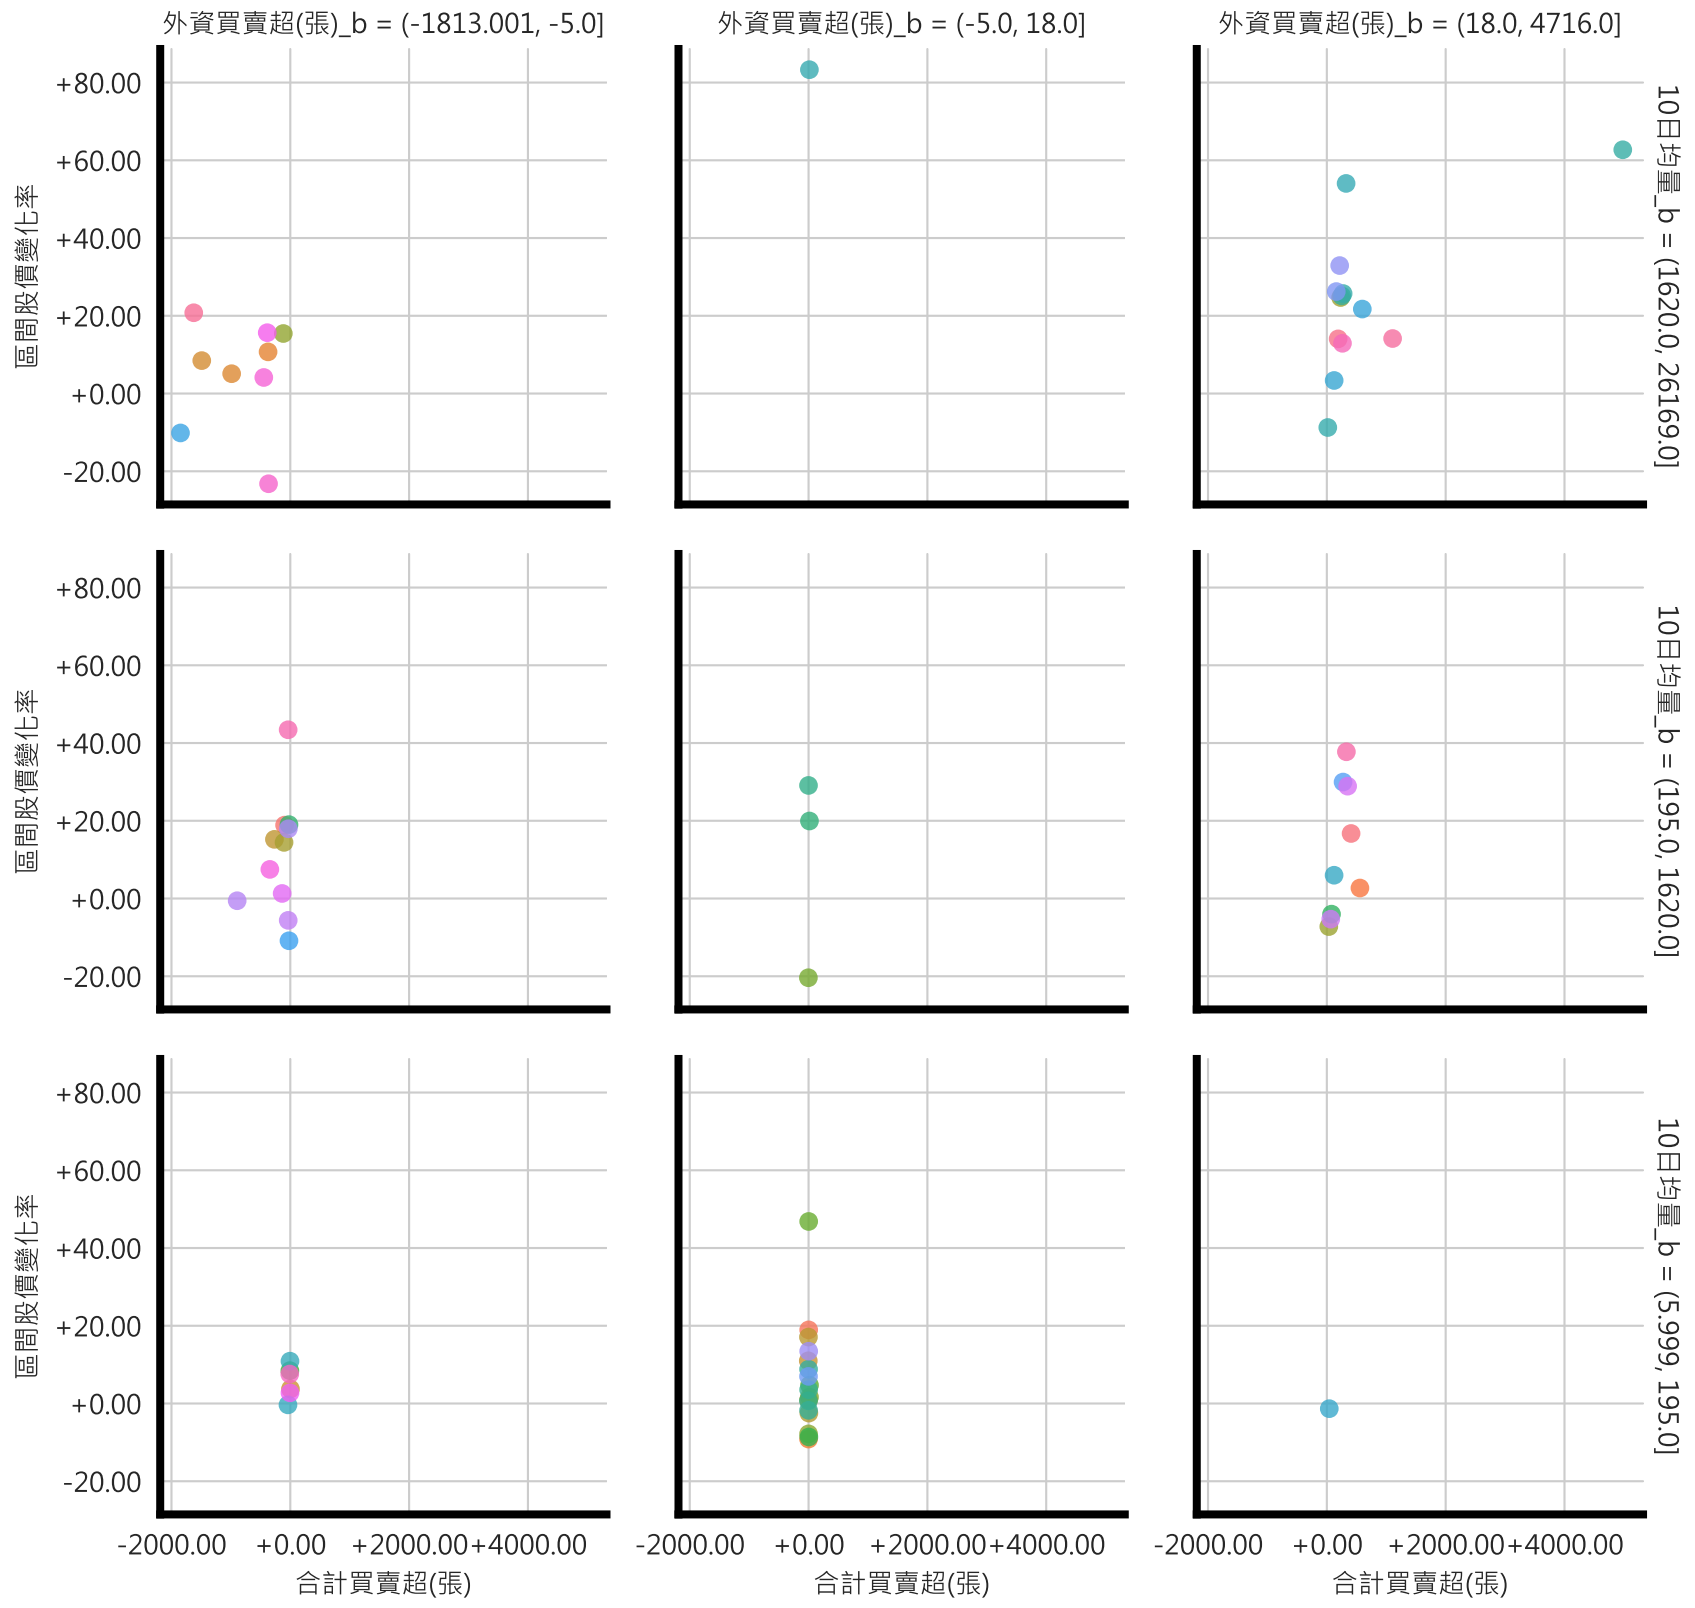 外資買賣超(張)_b = (-1813.001, -5.0]
外資買賣超(張)_b = (-5.0, 18.0]
外資買賣超(張)_b = (18.0, 4716.0]
區間股價變化率
+80.00
+60.00
+40.00
+20.00
+0.00
-20.00
10日均量_b = (1620.0, 26169.0]
區間股價變化率
+80.00
+60.00
+40.00
+20.00
+0.00
-20.00
10日均量_b = (195.0, 1620.0]
區間股價變化率
+80.00
+60.00
+40.00
+20.00
+0.00
-20.00
10日均量_b = (5.999, 195.0]
-2000.00 +0.00 +2000.00 +4000.00
-2000.00 +0.00 +2000.00 +4000.00
-2000.00 +0.00 +2000.00 +4000.00
合計買賣超(張)
合計買賣超(張)
合計買賣超(張)